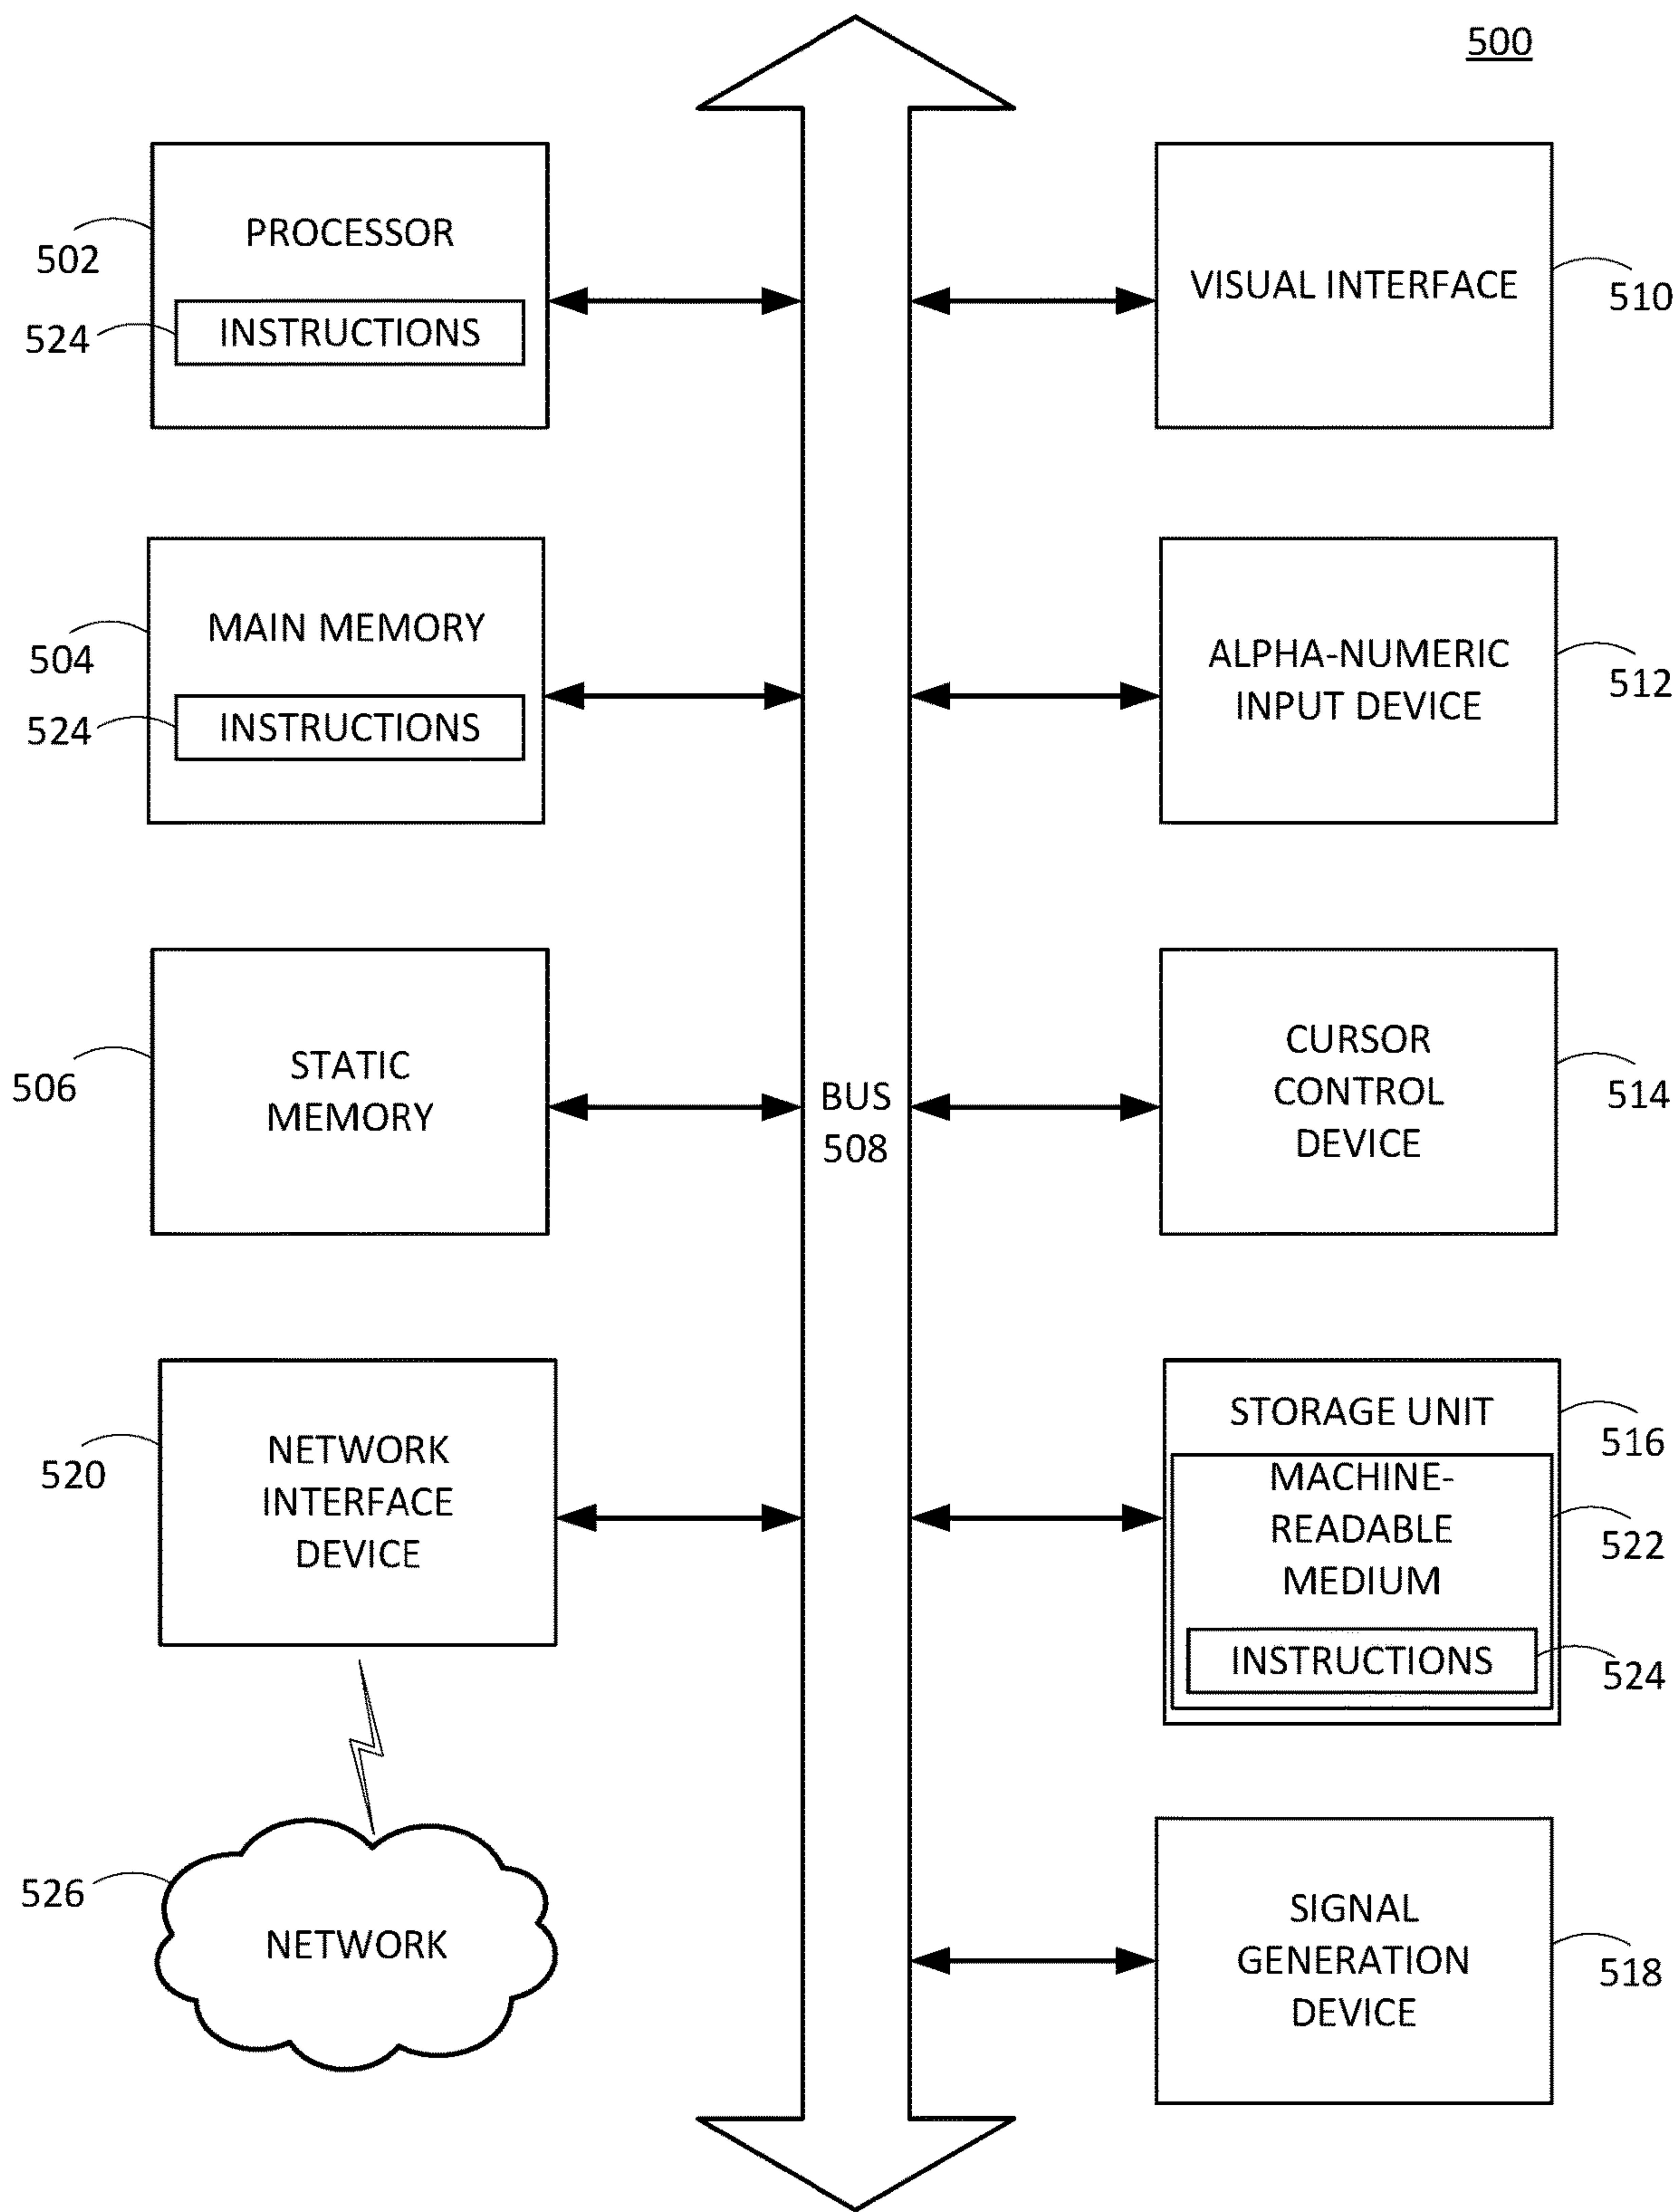 500
PROCESSOR
502
INSTRUCTIONS
524
VISUAL INTERFACE
510
MAIN MEMORY
504
INSTRUCTIONS
524
ALPHA-NUMERIC
INPUT DEVICE
512
STATIC
MEMORY
506
BUS
508
CURSOR
CONTROL
DEVICE
514
NETWORK
INTERFACE
DEVICE
520
STORAGE UNIT
516
MACHINE-
READABLE
MEDIUM
522
INSTRUCTIONS
524
526
NETWORK
SIGNAL
GENERATION
DEVICE
518